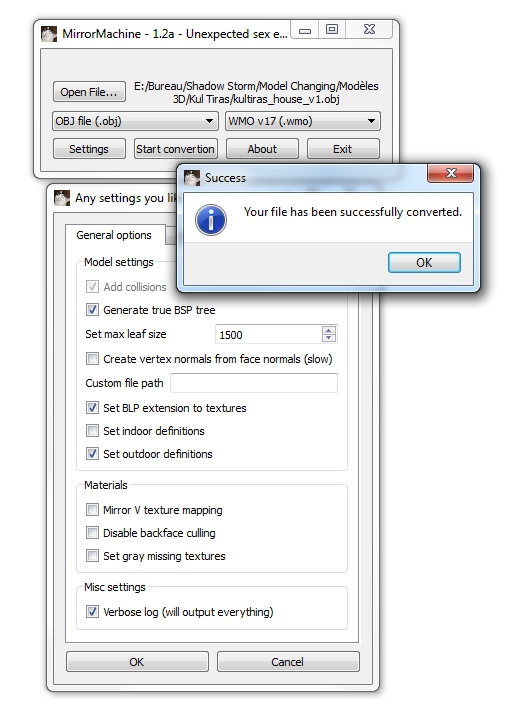 MirrorMachine - 1.2a - Unexpected sex e...
Open File...
E:/Bureau/Shadow Storm/Model Changing/Modèles
3D/Kul Tiras/kultiras_house_v1.obj
OBJ file (.obj)
WMO v17 (.wmo)
Settings
Start convertion
About
Exit
Success
Your file has been successfully converted.
OK
Any settings you li
General options
Model settings
Add collisions
Generate true BSP tree
Set max leaf size
1500
Create vertex normals from face normals (slow)
Custom file path
Set BLP extension to textures
Set indoor definitions
Set outdoor definitions
Materials
Mirror V texture mapping
Disable backface culling
Set gray missing textures
Misc settings
Verbose log (will output everything)
OK
Cancel